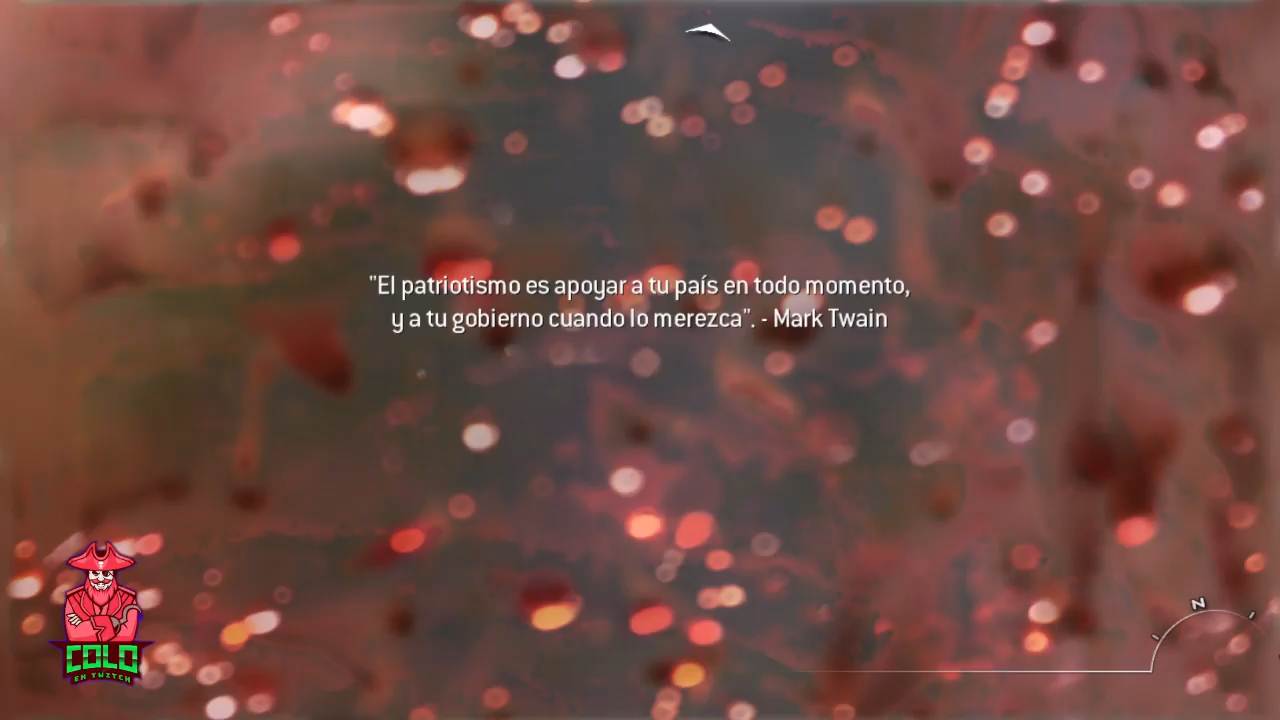 "El patriotismo es apoyar a tu país en todo momento,
y a tu gobierno cuando lo merezca". - Mark Twain
N
COLO
EN TWITCH